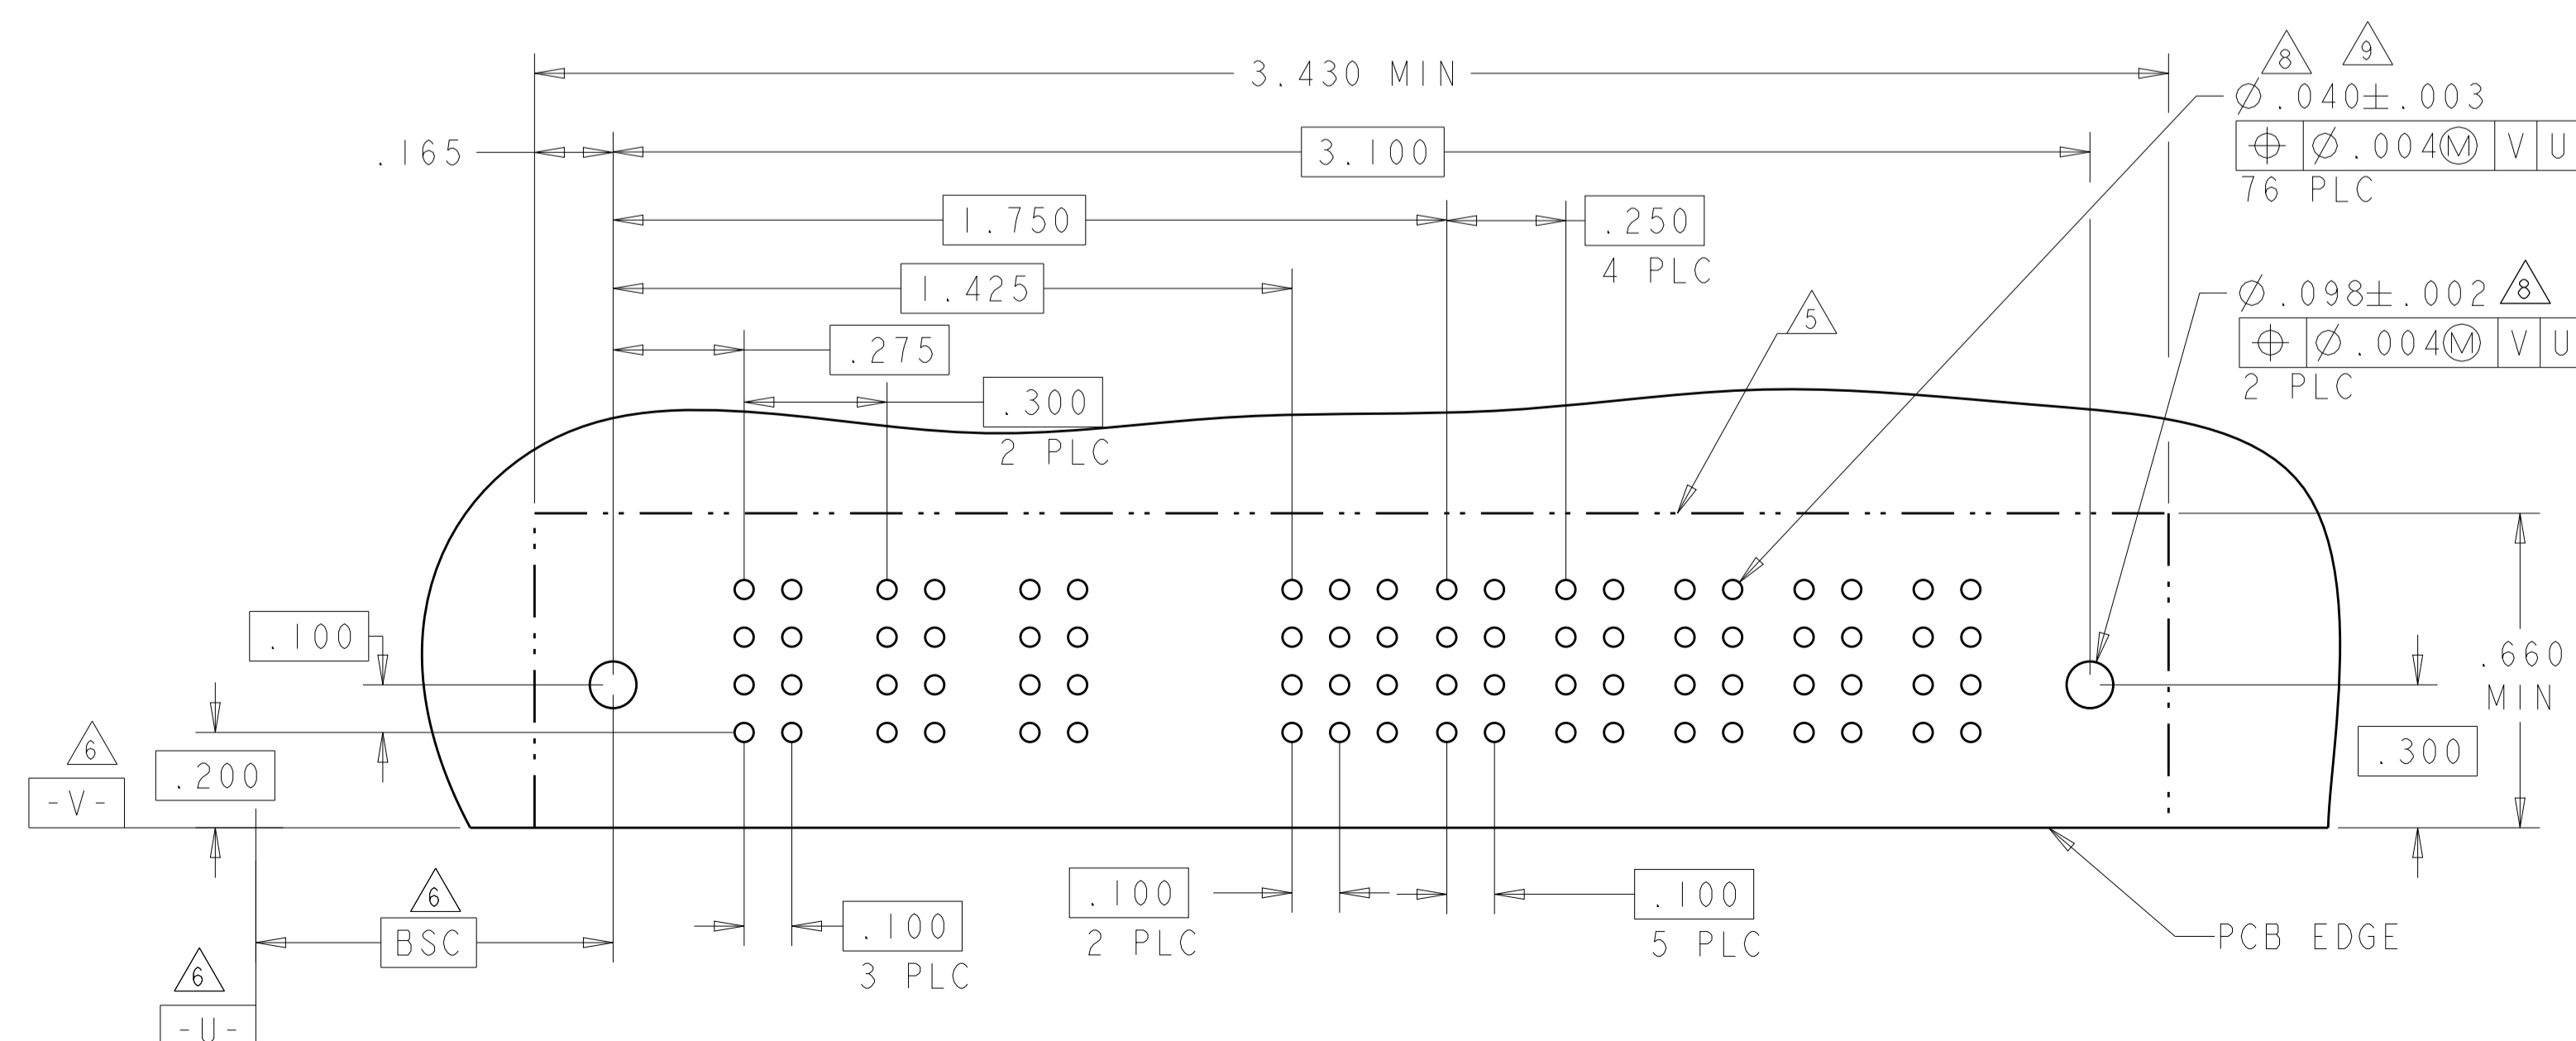 3.430 MIN
8
9
⌀.040±.003
⌖ ⌀.004Ⓜ V U
76 PLC
.165
3.100
1.750
.250
4 PLC
1.425
5
⌀.098±.002 8
⌖ ⌀.004Ⓜ V U
2 PLC
.275
.300
2 PLC
.100
.660
MIN
6
.200
-V-
.300
6
BSC
.100
3 PLC
.100
2 PLC
.100
5 PLC
PCB EDGE
6
-U-